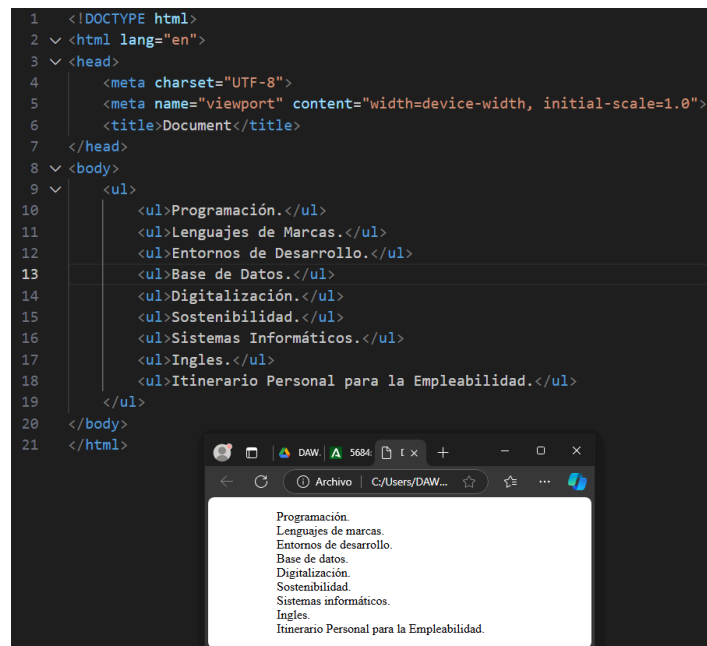 1 <!DOCTYPE html>
2 <html lang="en">
3 <head>
4 <meta charset="UTF-8">
5 <meta name="viewport" content="width=device-width, initial-scale=1.0">
6 <title>Document</title>
7 </head>
8 <body>
9 <ul>
10 <ul>Programación.</ul>
11 <ul>Lenguajes de Marcas.</ul>
12 <ul>Entornos de Desarrollo.</ul>
13 <ul>Base de Datos.</ul>
14 <ul>Digitalización.</ul>
15 <ul>Sostenibilidad.</ul>
16 <ul>Sistemas Informáticos.</ul>
17 <ul>Ingles.</ul>
18 <ul>Itinerario Personal para la Empleabilidad.</ul>
19 </ul>
20 </body>
21 </html>
DAW. 5684:
Archivo C:/Users/DAW...
Programación.
Lenguajes de marcas.
Entornos de desarrollo.
Base de datos.
Digitalización.
Sostenibilidad.
Sistemas informáticos.
Ingles.
Itinerario Personal para la Empleabilidad.